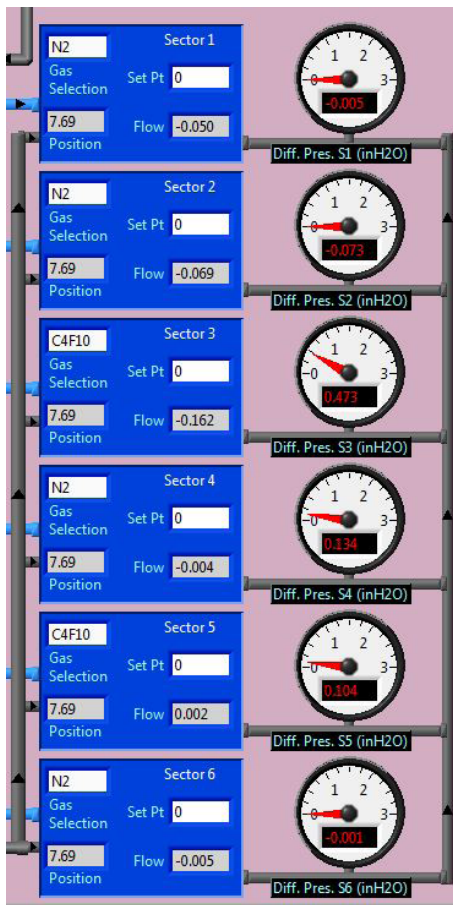 N2
Sector 1
Gas
Selection
Set Pt 0
7.69
Position
Flow -0.050
0 1 2 3
-0.005
Diff. Pres. S1 (inH2O)
N2
Sector 2
Gas
Selection
Set Pt 0
7.69
Position
Flow -0.069
0 1 2 3
-0.073
Diff. Pres. S2 (inH2O)
C4F10
Sector 3
Gas
Selection
Set Pt 0
7.69
Position
Flow -0.162
0 1 2 3
0.473
Diff. Pres. S3 (inH2O)
N2
Sector 4
Gas
Selection
Set Pt 0
7.69
Position
Flow -0.004
0 1 2 3
0.134
Diff. Pres. S4 (inH2O)
C4F10
Sector 5
Gas
Selection
Set Pt 0
7.69
Position
Flow 0.002
0 1 2 3
0.104
Diff. Pres. S5 (inH2O)
N2
Sector 6
Gas
Selection
Set Pt 0
7.69
Position
Flow -0.005
0 1 2 3
-0.001
Diff. Pres. S6 (inH2O)